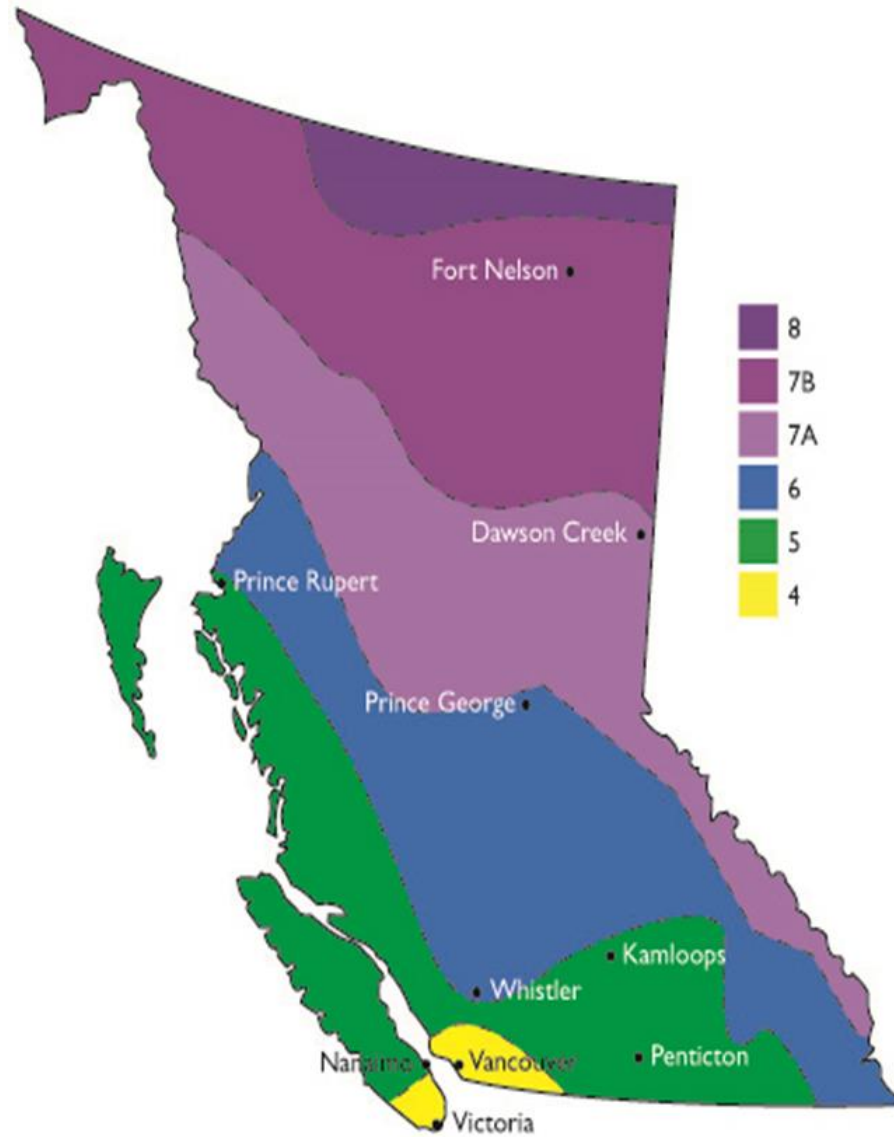 Fort Nelson
8
7B
7A
6
5
4
Dawson Creek
Prince Rupert
Prince George
Kamloops
Whistler
Nanaimo
Vancouver
Penticton
Victoria